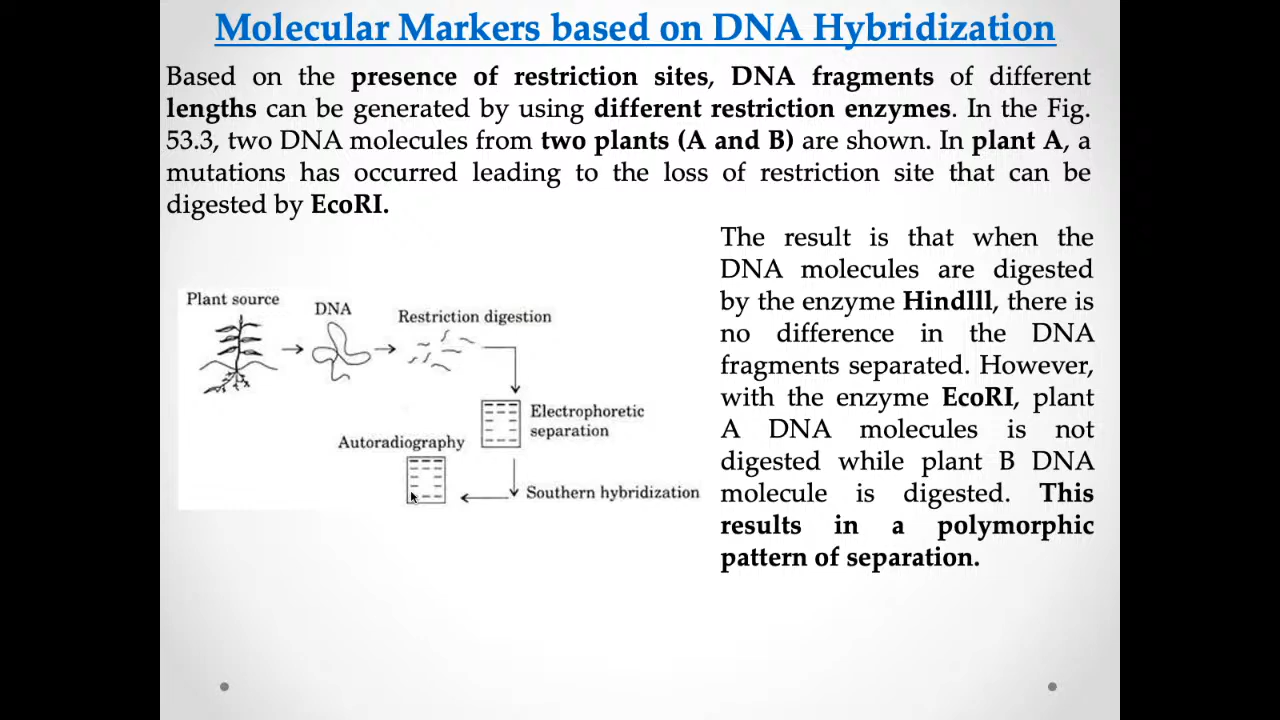 Molecular Markers based on DNA Hybridization
Based on the presence of restriction sites, DNA fragments of different
lengths can be generated by using different restriction enzymes. In the Fig.
53.3, two DNA molecules from two plants (A and B) are shown. In plant A, a
mutations has occurred leading to the loss of restriction site that can be
digested by EcoRI.
The result is that when the
DNA molecules are digested
by the enzyme Hindlll, there is
no difference in the DNA
fragments separated. However,
with the enzyme EcoRI, plant
A DNA molecules is not
digested while plant B DNA
molecule is digested. This
results in a polymorphic
pattern of separation.
Plant source
DNA
Restriction digestion
Electrophoretic
separation
Autoradiography
Southern hybridization